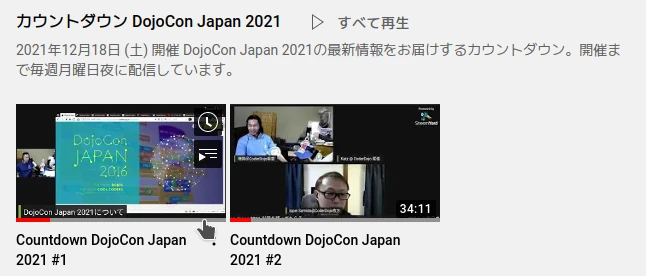 カウントダウン DojoCon Japan 2021
すべて再生
2021年12月18日 (土) 開催 DojoCon Japan 2021の最新情報をお届けするカウントダウン。開催ま
で毎週月曜日夜に配信しています。
DojoCon
JAPAN
2016
DojoCon Japan 2021について
Powered by
StreamYard
34:11
Countdown DojoCon Japan
2021 #1
Countdown DojoCon Japan
2021 #2